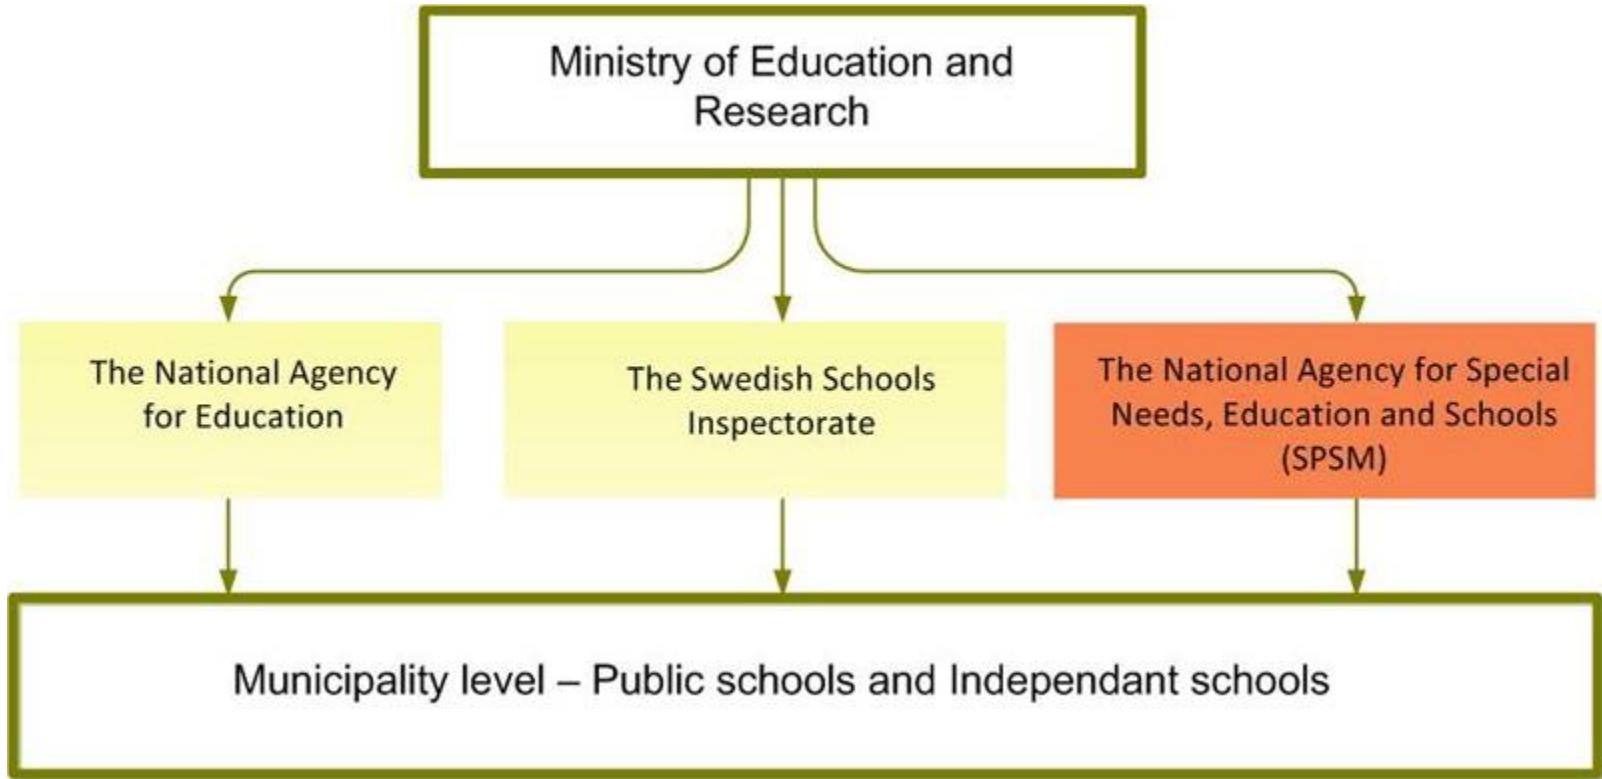 Ministry of Education and
Research
The National Agency
for Education
The Swedish Schools
Inspectorate
The National Agency for Special
Needs, Education and Schools
(SPSM)
Municipality level – Public schools and Independant schools